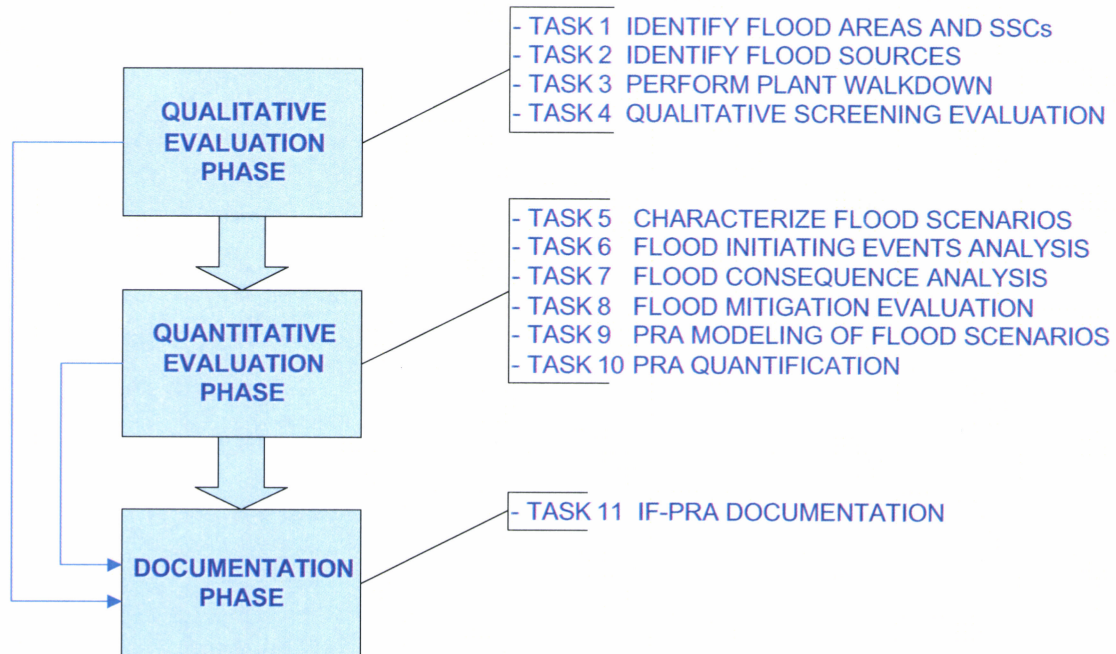 QUALITATIVE
EVALUATION
PHASE
- TASK 1 IDENTIFY FLOOD AREAS AND SSCs
- TASK 2 IDENTIFY FLOOD SOURCES
- TASK 3 PERFORM PLANT WALKDOWN
- TASK 4 QUALITATIVE SCREENING EVALUATION
QUANTITATIVE
EVALUATION
PHASE
- TASK 5 CHARACTERIZE FLOOD SCENARIOS
- TASK 6 FLOOD INITIATING EVENTS ANALYSIS
- TASK 7 FLOOD CONSEQUENCE ANALYSIS
- TASK 8 FLOOD MITIGATION EVALUATION
- TASK 9 PRA MODELING OF FLOOD SCENARIOS
- TASK 10 PRA QUANTIFICATION
DOCUMENTATION
PHASE
- TASK 11 IF-PRA DOCUMENTATION